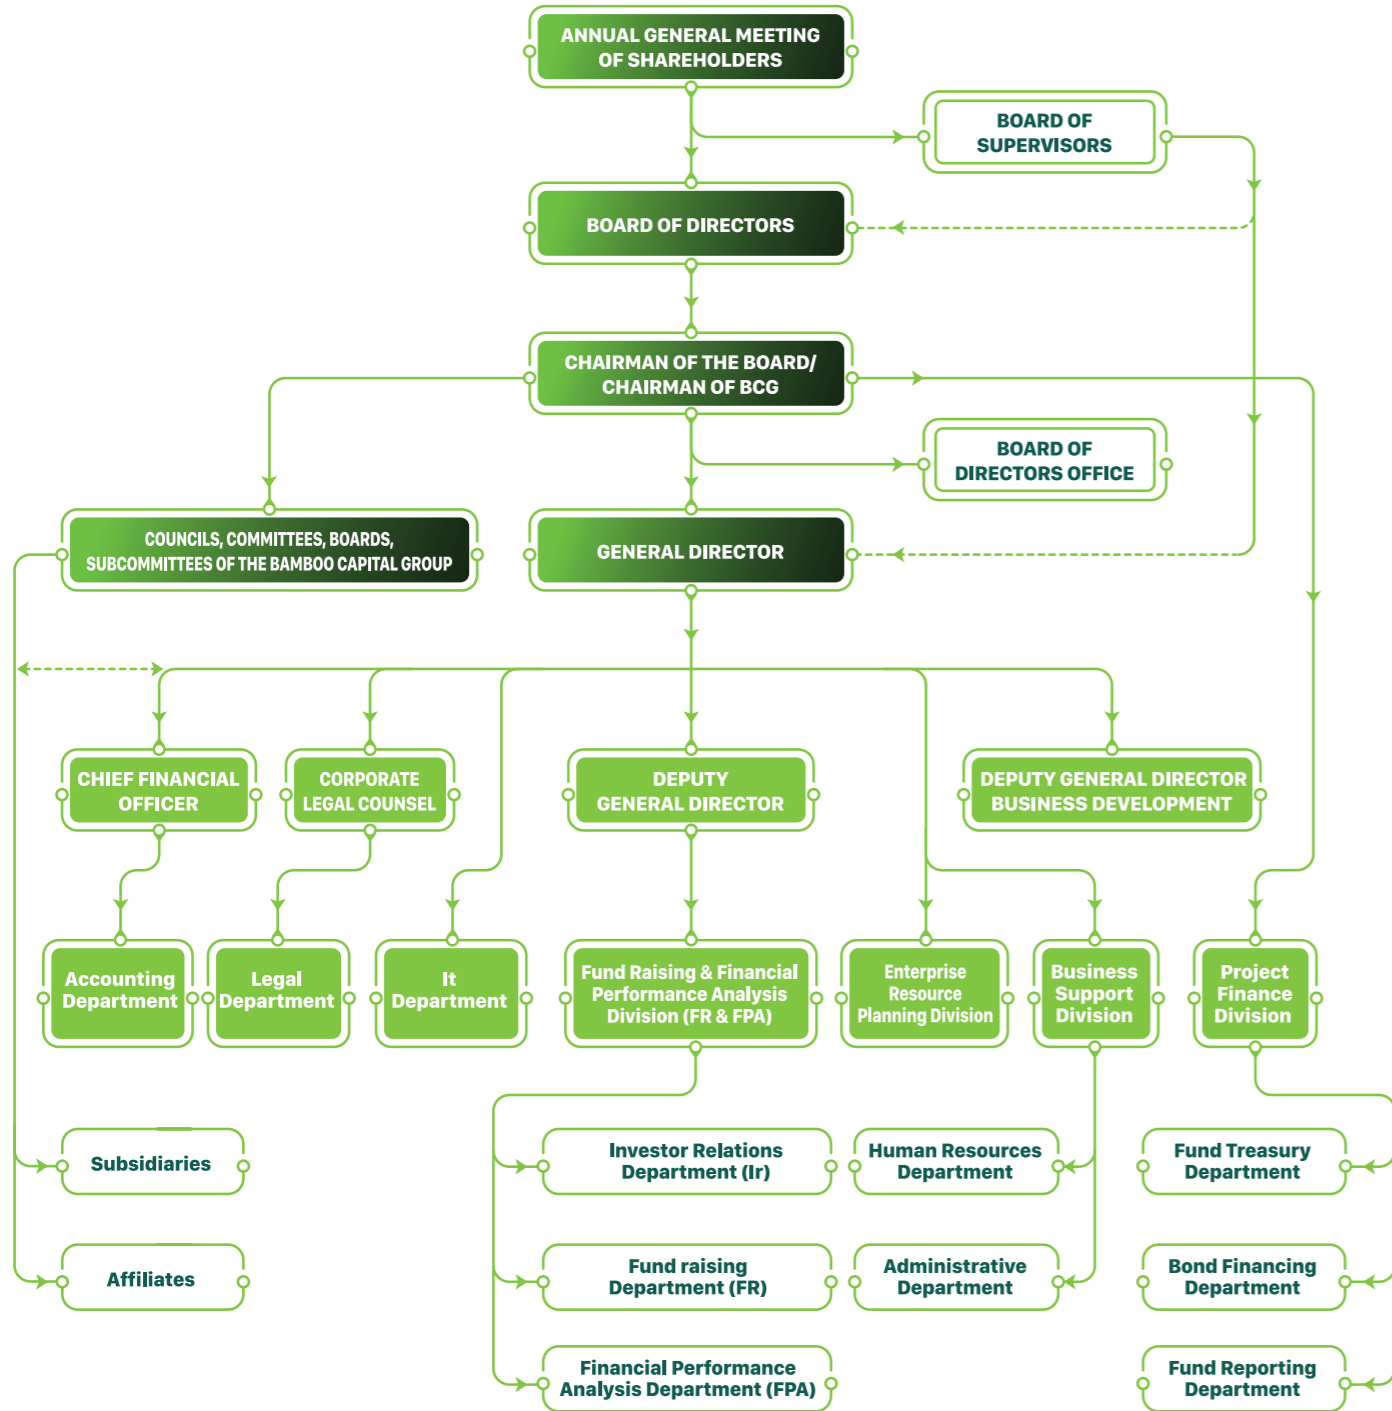 ANNUAL GENERAL MEETING
OF SHAREHOLDERS
BOARD OF
SUPERVISORS
BOARD OF DIRECTORS
CHAIRMAN OF THE BOARD/
CHAIRMAN OF BCG
BOARD OF
DIRECTORS OFFICE
COUNCILS, COMMITTEES, BOARDS,
SUBCOMMITTEES OF THE BAMBOO CAPITAL GROUP
GENERAL DIRECTOR
CHIEF FINANCIAL
OFFICER
CORPORATE
LEGAL COUNSEL
DEPUTY
GENERAL DIRECTOR
DEPUTY GENERAL DIRECTOR
BUSINESS DEVELOPMENT
Accounting
Department
Legal
Department
It
Department
Fund Raising & Financial
Performance Analysis
Division (FR & FPA)
Enterprise
Resource
Planning Division
Business
Support
Division
Project
Finance
Division
Subsidiaries
Investor Relations
Department (Ir)
Human Resources
Department
Fund Treasury
Department
Affiliates
Fund raising
Department (FR)
Administrative
Department
Bond Financing
Department
Financial Performance
Analysis Department (FPA)
Fund Reporting
Department